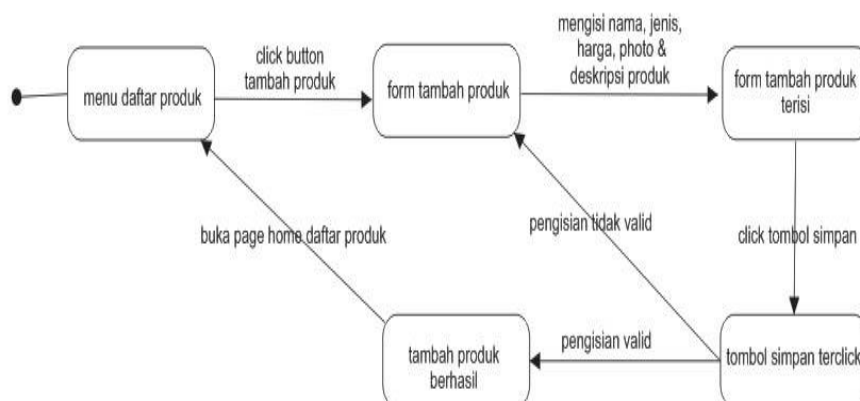 menu daftar produk
click button
tambah produk
form tambah produk
mengisi nama, jenis,
harga, photo &
deskripsi produk
form tambah produk
terisi
buka page home daftar produk
pengisian tidak valid
click tombol simpan
tambah produk
berhasil
pengisian valid
tombol simpan terclick